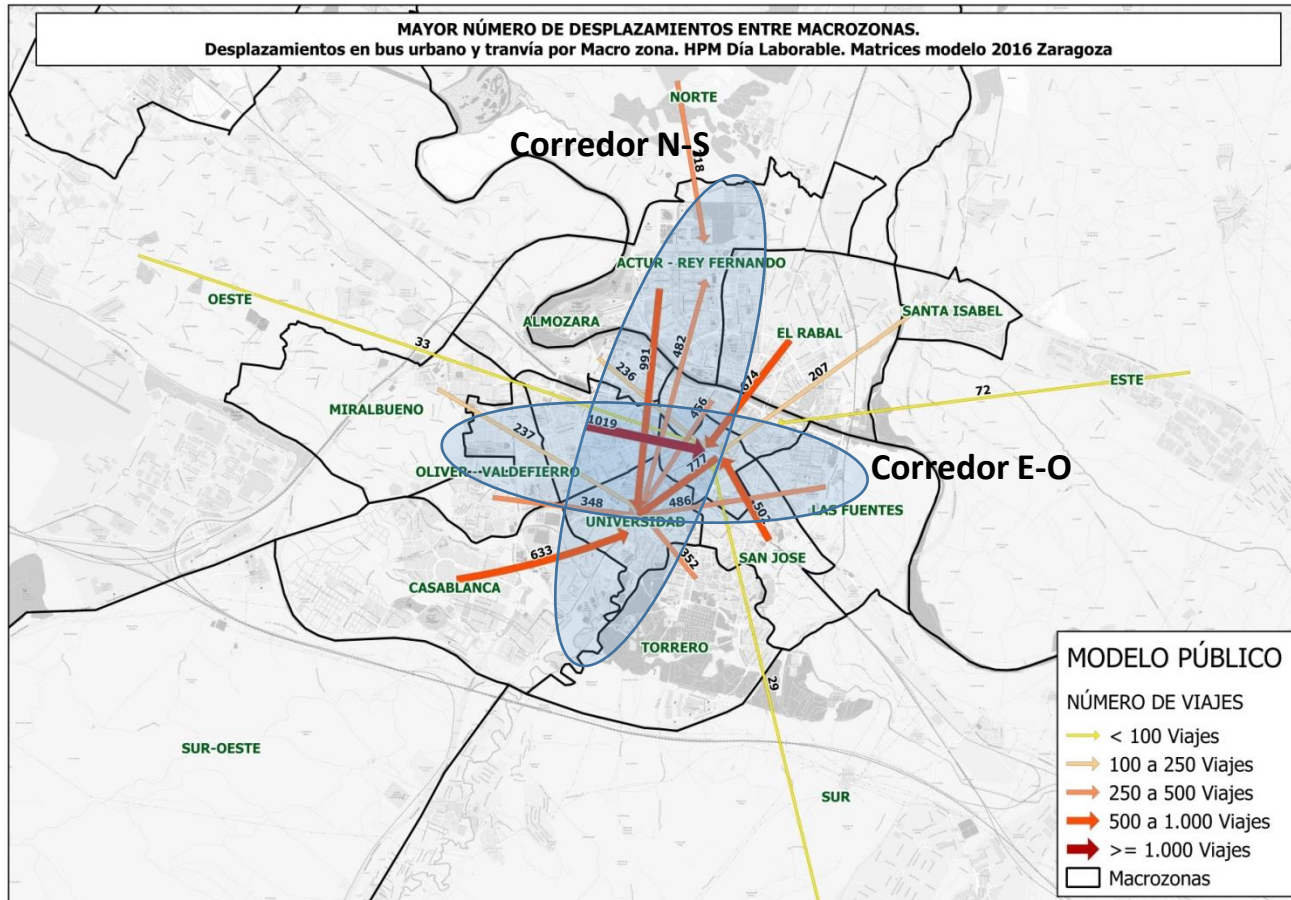 MAYOR NÚMERO DE DESPLAZAMIENTOS ENTRE MACROZONAS.
Desplazamientos en bus urbano y tranvía por Macro zona. HPM Día Laborable. Matrices modelo 2016 Zaragoza
NORTE
Corredor N-S
ACTUR - REY FERNANDO
OESTE
SANTA ISABEL
ALMOZARA
EL RABAL
33
991
482
236
674
207
ESTE
72
MIRALBUENO
456
1019
237
777
Corredor E-O
OLIVER---VALDEFIERRO
348
486
LAS FUENTES
UNIVERSIDAD
633
352
SAN JOSE
CASABLANCA
TORRERO
29
SUR-OESTE
SUR
MODELO PÚBLICO
NÚMERO DE VIAJES
< 100 Viajes
100 a 250 Viajes
250 a 500 Viajes
500 a 1.000 Viajes
>= 1.000 Viajes
Macrozonas